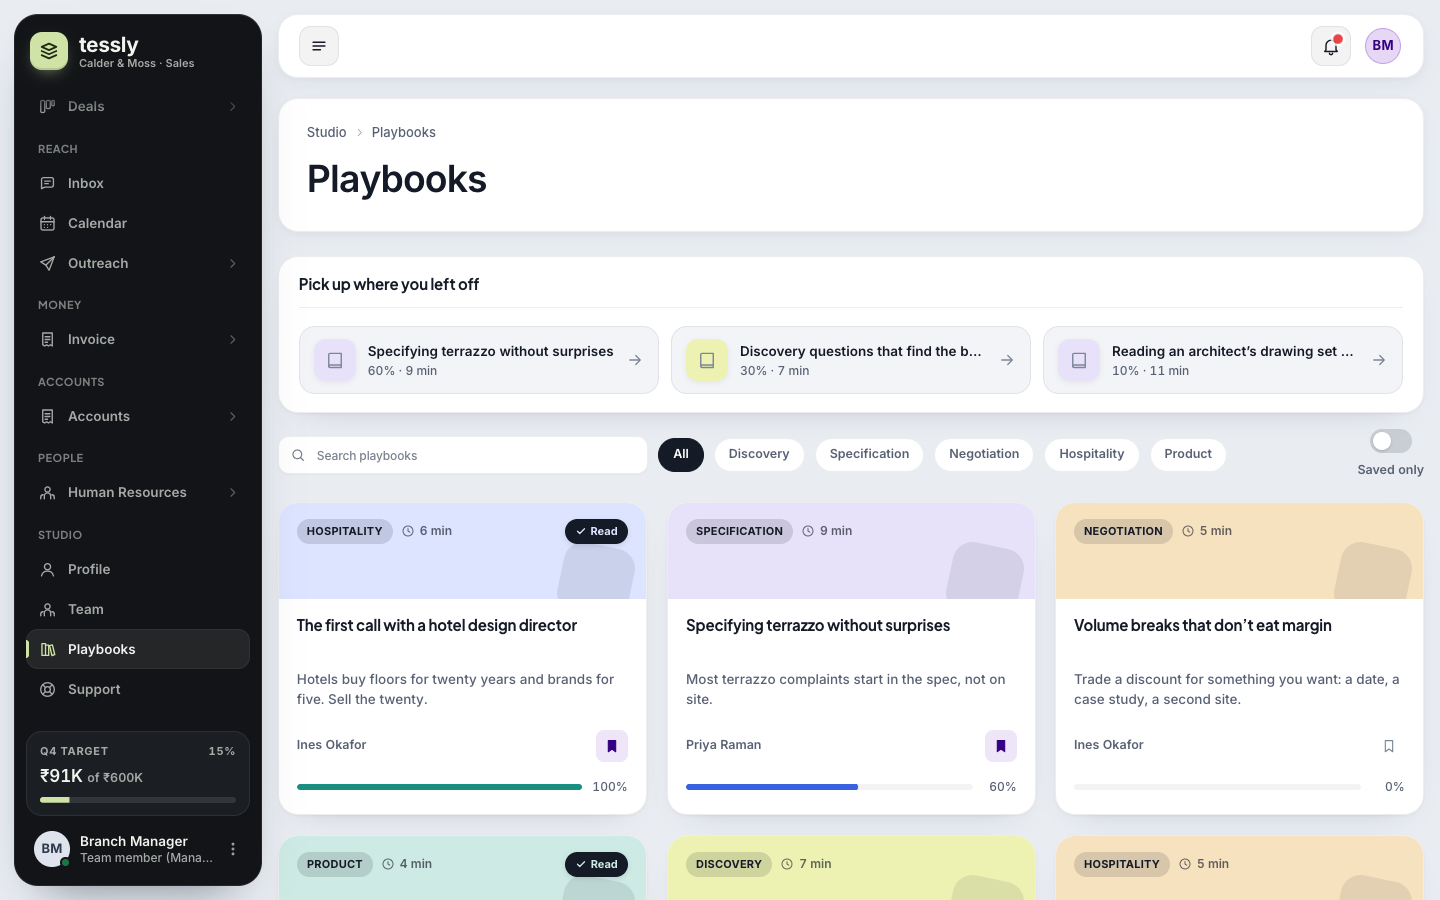 tessly
Calder & Moss · Sales
Deals
REACH
Inbox
Calendar
Outreach
MONEY
Invoice
ACCOUNTS
Accounts
PEOPLE
Human Resources
STUDIO
Profile
Team
Playbooks
Support
Q4 TARGET 15%
₹91K of ₹600K
BM
Branch Manager
Team member (Mana...
BM
Studio
Playbooks
Playbooks
Pick up where you left off
Specifying terrazzo without surprises
60% · 9 min
Discovery questions that find the b...
30% · 7 min
Reading an architect’s drawing set ...
10% · 11 min
Search playbooks
All
Discovery
Specification
Negotiation
Hospitality
Product
Saved only
HOSPITALITY 6 min Read
The first call with a hotel design director
Hotels buy floors for twenty years and brands for
five. Sell the twenty.
Ines Okafor
100%
SPECIFICATION 9 min
Specifying terrazzo without surprises
Most terrazzo complaints start in the spec, not on
site.
Priya Raman
60%
NEGOTIATION 5 min
Volume breaks that don’t eat margin
Trade a discount for something you want: a date, a
case study, a second site.
Ines Okafor
0%
PRODUCT 4 min Read
DISCOVERY 7 min
HOSPITALITY 5 min